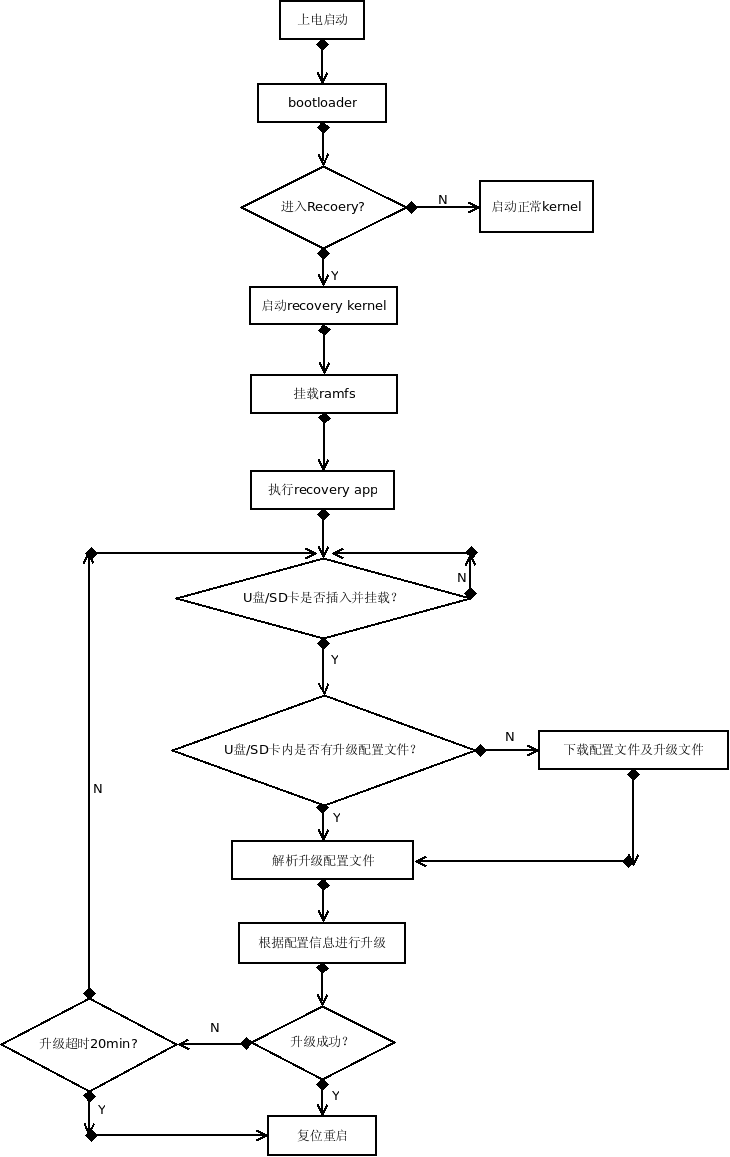 上电启动
bootloader
进入Recoery?
N
启动正常kernel
Y
启动recovery kernel
挂载ramfs
执行recovery app
N
U盘/SD卡是否插入并挂载?
Y
N
U盘/SD卡内是否有升级配置文件?
下载配置文件及升级文件
N
Y
解析升级配置文件
根据配置信息进行升级
N
升级超时20min?
升级成功?
Y
Y
复位重启